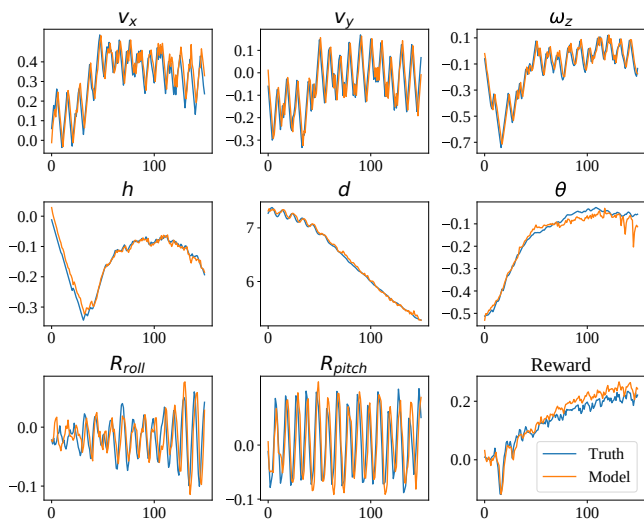 v_x v_y ω_z
0.4 0.1 0.1
0.3 0.0 −0.1
0.2 −0.1 −0.3
0.1 −0.2 −0.5
0.0 −0.3 −0.7
0 100 0 100 0 100
h d θ
0.0 7 −0.1
−0.1 −0.2
−0.2 6 −0.3
−0.3 −0.4
−0.5
0 100 0 100 0 100
R_roll R_pitch Reward
0.1 0.2
0.0 0.0 0.0
−0.1 −0.1
Truth
Model
0 100 0 100 0 100